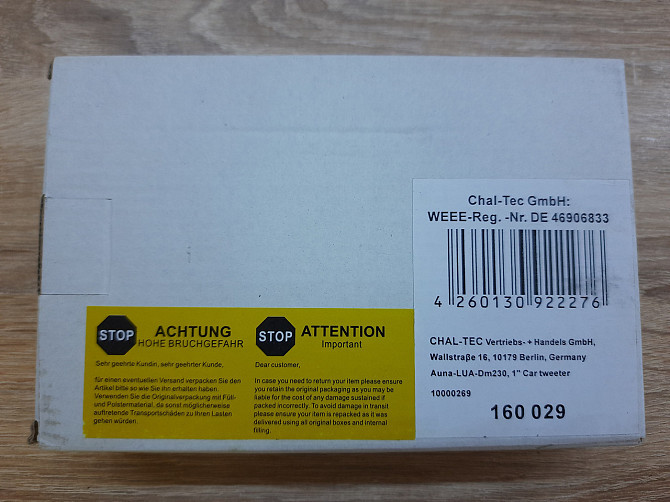 Chal-Tec GmbH:
WEEE-Reg. -Nr. DE 46906833
4 260130 922276
CHAL-TEC Vertriebs- + Handels GmbH,
Wallstraße 16, 10179 Berlin, Germany
Auna-LUA-Dm230, 1" Car tweeter
10000269
160 029
STOP
ACHTUNG
HOHE BRUCHGEFAHR
Sehr geehrte Kundin, sehr geehrter Kunde,
für einen eventuellen Versand verpacken Sie den
Artikel bitte so wie Sie ihn erhalten haben.
Verwenden Sie die Originalverpackung mit Füll-
und Polstermaterial, da sonst möglicherweise
auftretende Transportschäden zu Ihren Lasten
gehen würden.
STOP
ATTENTION
Important
Dear customer,
In case you need to return your item please ensure
you retain the original packaging as you may be
liable for the cost of any damage sustained if
packed incorrectly. To avoid damage in transit
please ensure your item is repacked as it was
delivered using all original boxes and internal
filling.